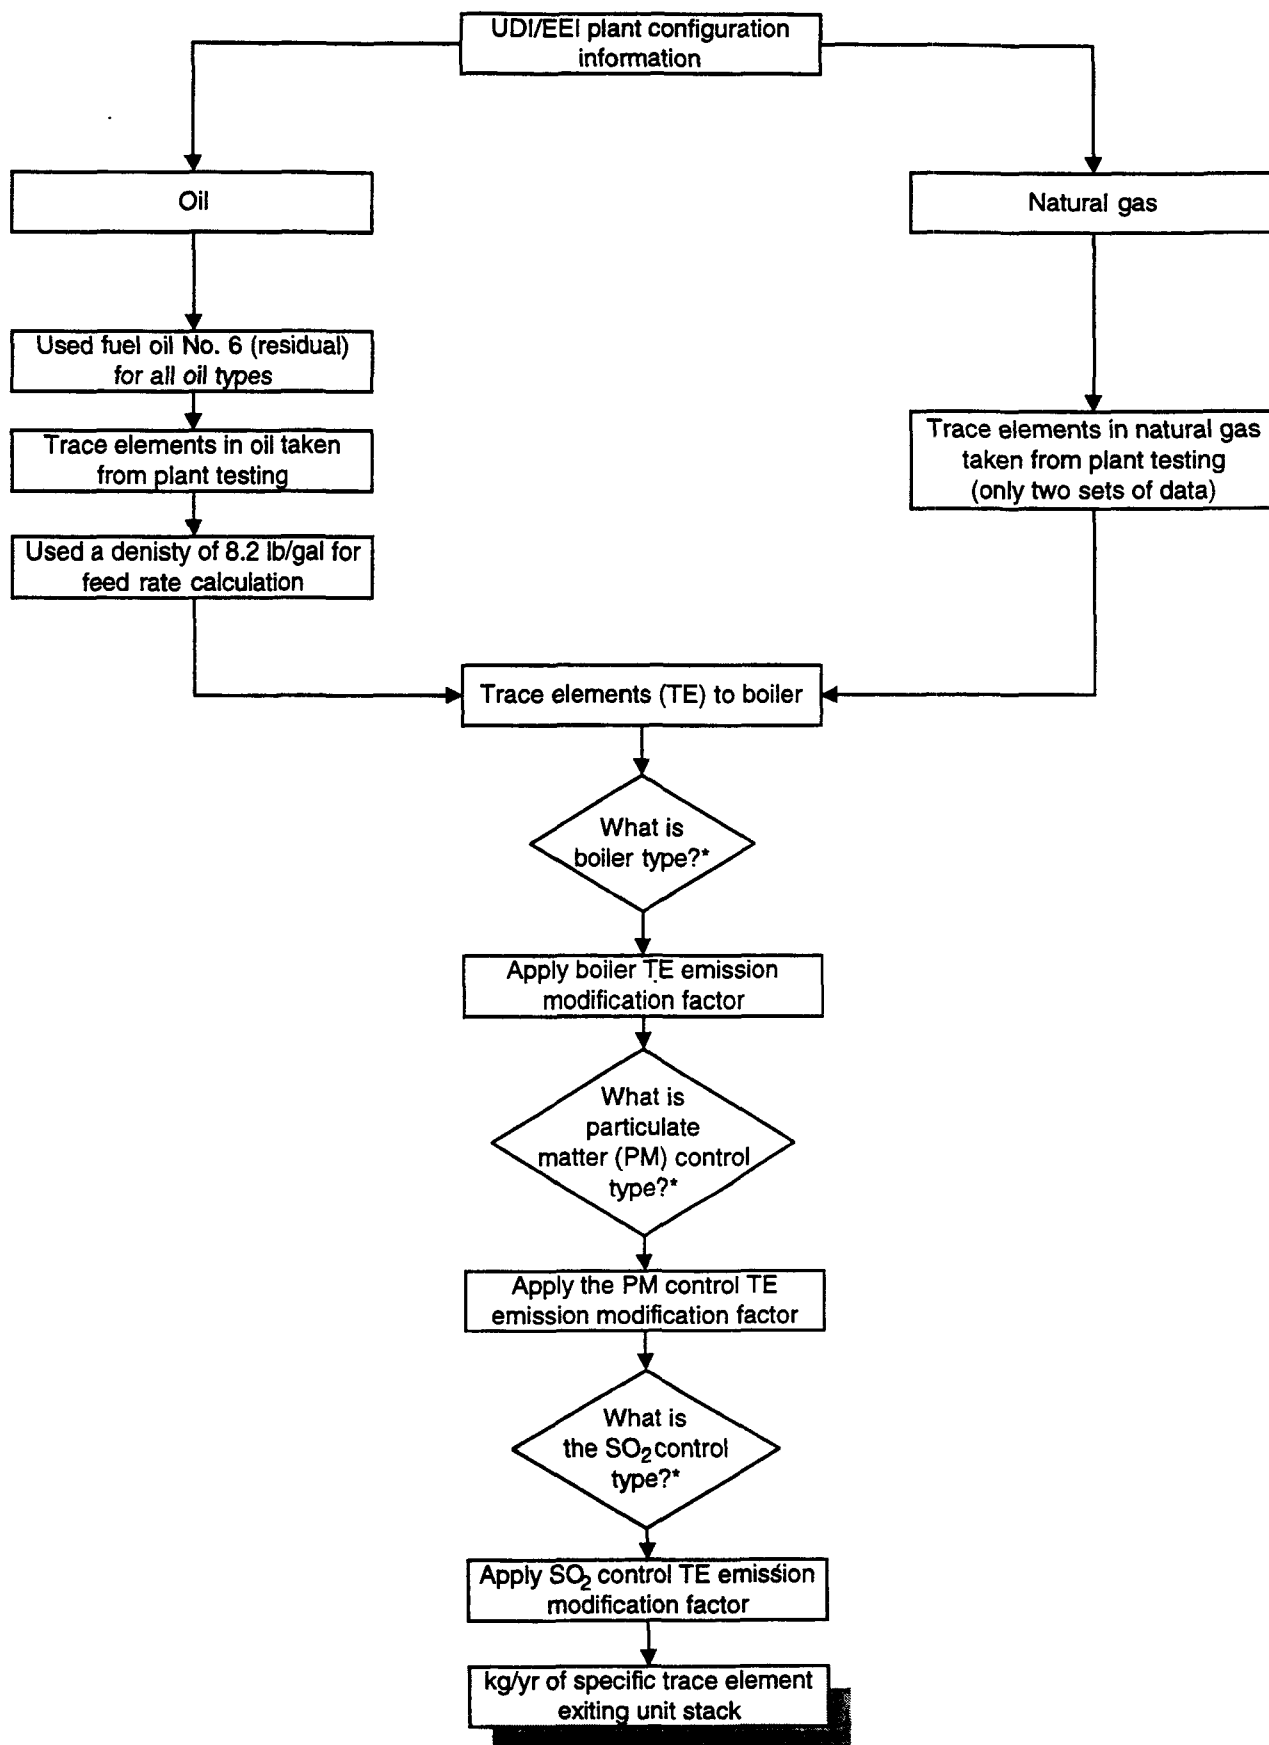 UDI/EEI plant configuration
information
Oil
Natural gas
Used fuel oil No. 6 (residual)
for all oil types
Trace elements in oil taken
from plant testing
Used a denisty of 8.2 lb/gal for
feed rate calculation
Trace elements in natural gas
taken from plant testing
(only two sets of data)
Trace elements (TE) to boiler
What is
boiler type?*
Apply boiler TE emission
modification factor
What is
particulate
matter (PM) control
type?*
Apply the PM control TE
emission modification factor
What is
the SO₂ control
type?*
Apply SO₂ control TE emission
modification factor
kg/yr of specific trace element
exiting unit stack